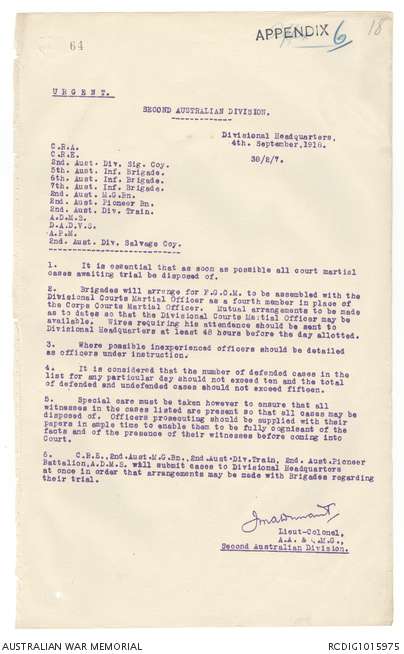 APPENDIX 6
18
64
URGENT.
SECOND AUSTRALIAN DIVISION.
Divisional Headquarters,
4th. September, 1918.
38/2/7.
C.R.A.
C.R.E.
2nd. Aust. Div. Sig. Coy.
5th. Aust. Inf. Brigade.
6th. Aust. Inf. Brigade.
7th. Aust. Inf. Brigade.
2nd. Aust. M.G.Bn.
2nd. Aust. Pioneer Bn.
2nd. Aust. Div. Train.
A.D.M.S.
D.A.D.V.S.
A.P.M.
2nd. Aust. Div. Salvage Coy.
1. It is essential that as soon as possible all court martial
cases awaiting trial be disposed of.
2. Brigades will arrange for F.G.C.M. to be assembled with the
Divisional Courts Martial Officer as a fourth member in place of
the Corps Courts Martial Officer. Mutual arrangements to be made
as to dates so that the Divisional Courts Martial Officer may be
available. Wires requiring his attendance should be sent to
Divisional Headquarters at least 48 hours before the day allotted.
3. Where possible inexperienced officers should be detailed
as officers under instruction.
4. It is considered that the number of defended cases in the
list for any particular day should not exceed ten and the total
of defended and undefended cases should not exceed fifteen.
5. Special care must be taken however to ensure that all
witnesses in the cases listed are present so that all cases may be
disposed of. Officers prosecuting should be supplied with their
papers in ample time to enable them to be fully cognisant of the
facts and of the presence of their witnesses before coming into
Court.
6. C.R.E.,2nd.Aust.M.G.Bn.,2nd.Aust.Div.Train, 2nd. Aust.Pioneer
Battalion,A.D.M.S. will submit cases to Divisional Headquarters
at once in order that arrangements may be made with Brigades regarding
their trial.
Lieut-Colonel,
A.A. & Q.M.G.,
Second Australian Division.
AUSTRALIAN WAR MEMORIAL
RCDIG1015975